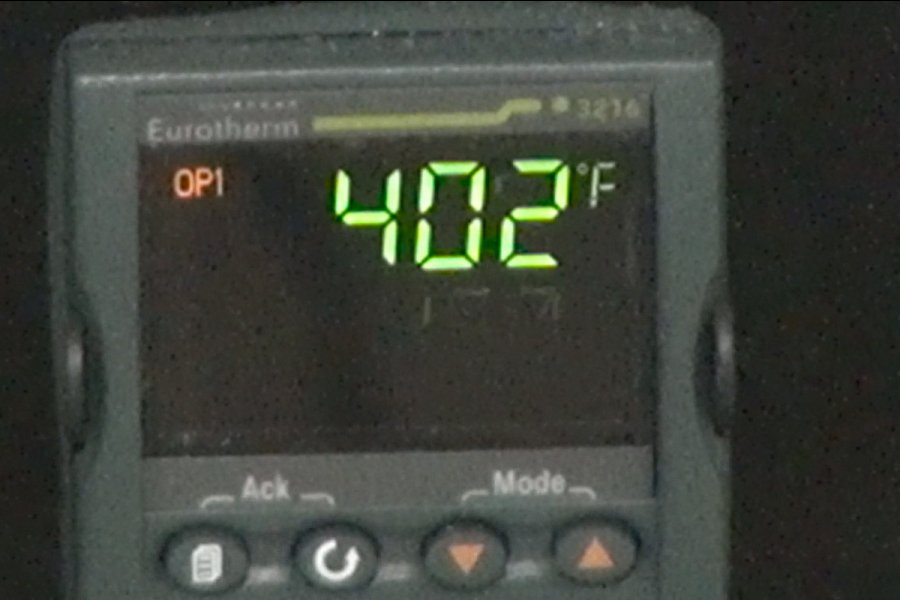 Eurotherm 3216
OP1 402 °F
Ack Mode